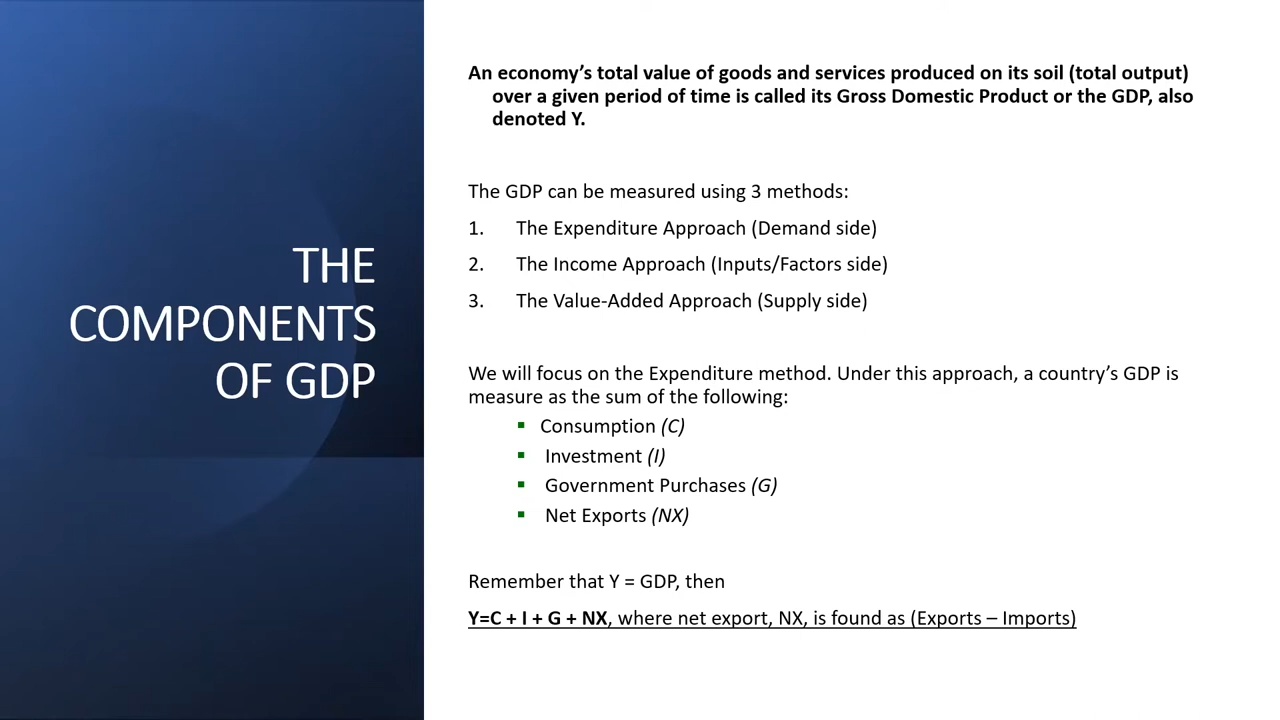 THE
COMPONENTS
OF GDP
An economy’s total value of goods and services produced on its soil (total output)
over a given period of time is called its Gross Domestic Product or the GDP, also
denoted Y.
The GDP can be measured using 3 methods:
1. The Expenditure Approach (Demand side)
2. The Income Approach (Inputs/Factors side)
3. The Value-Added Approach (Supply side)
We will focus on the Expenditure method. Under this approach, a country’s GDP is
measure as the sum of the following:
▪ Consumption (C)
▪ Investment (I)
▪ Government Purchases (G)
▪ Net Exports (NX)
Remember that Y = GDP, then
Y=C + I + G + NX, where net export, NX, is found as (Exports – Imports)